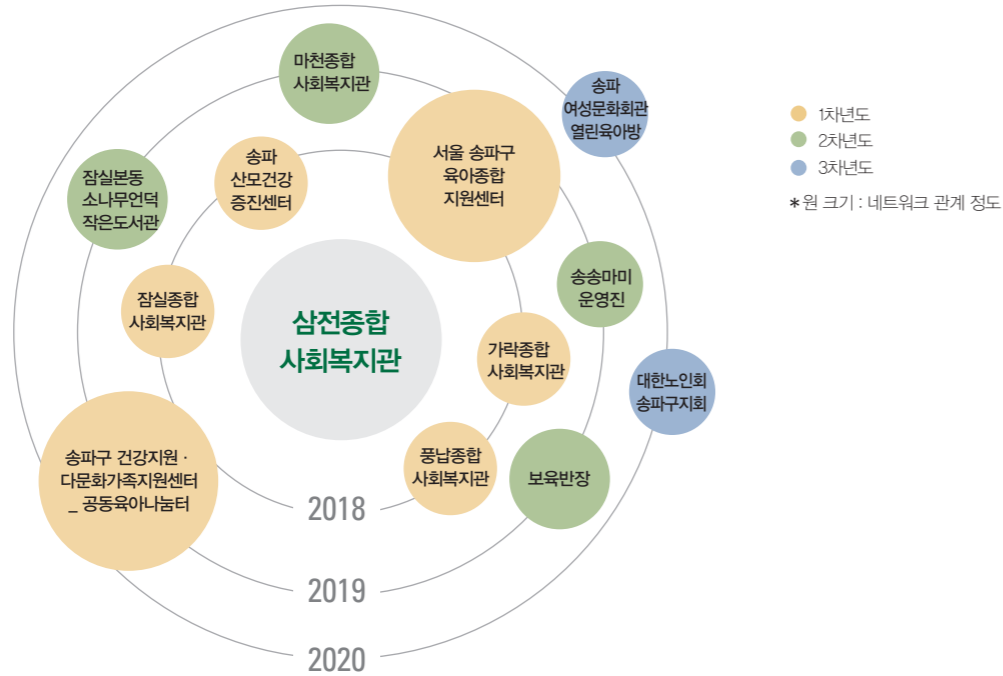 마천종합
사회복지관
송파
여성문화회관
열린육아방
서울 송파구
육아종합
지원센터
송파
산모건강
증진센터
잠실본동
소나무언덕
작은도서관
송송마미
운영진
잠실종합
사회복지관
삼전종합
사회복지관
가락종합
사회복지관
대한노인회
송파구지회
송파구 건강지원 ·
다문화가족지원센터
_ 공동육아나눔터
풍납종합
사회복지관
보육반장
2018
2019
2020
1차년도
2차년도
3차년도
*원 크기 : 네트워크 관계 정도